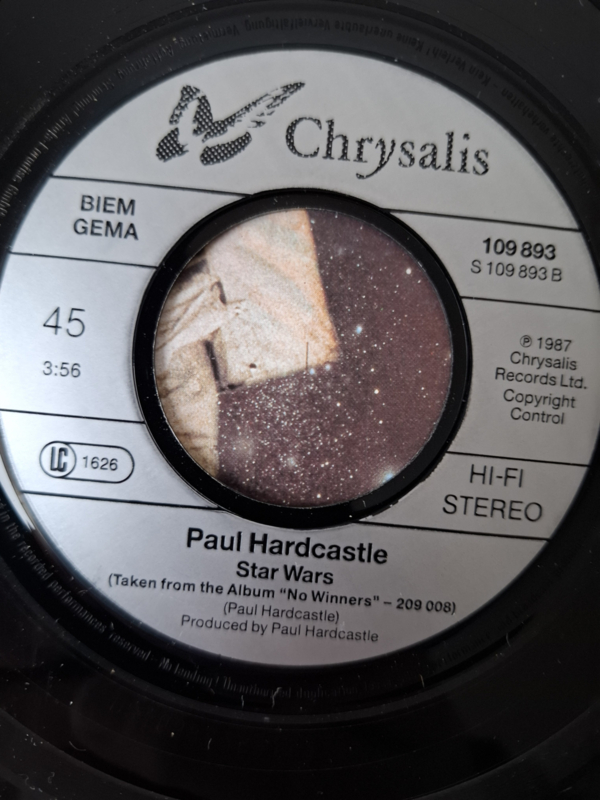 Chrysalis
BIEM
GEMA
109 893
S 109 893 B
45
3:56
℗ 1987
Chrysalis
Records Ltd.
Copyright
Control
LC 1626
HI-FI
STEREO
Paul Hardcastle
Star Wars
(Taken from the Album "No Winners" – 209 008)
(Paul Hardcastle)
Produced by Paul Hardcastle